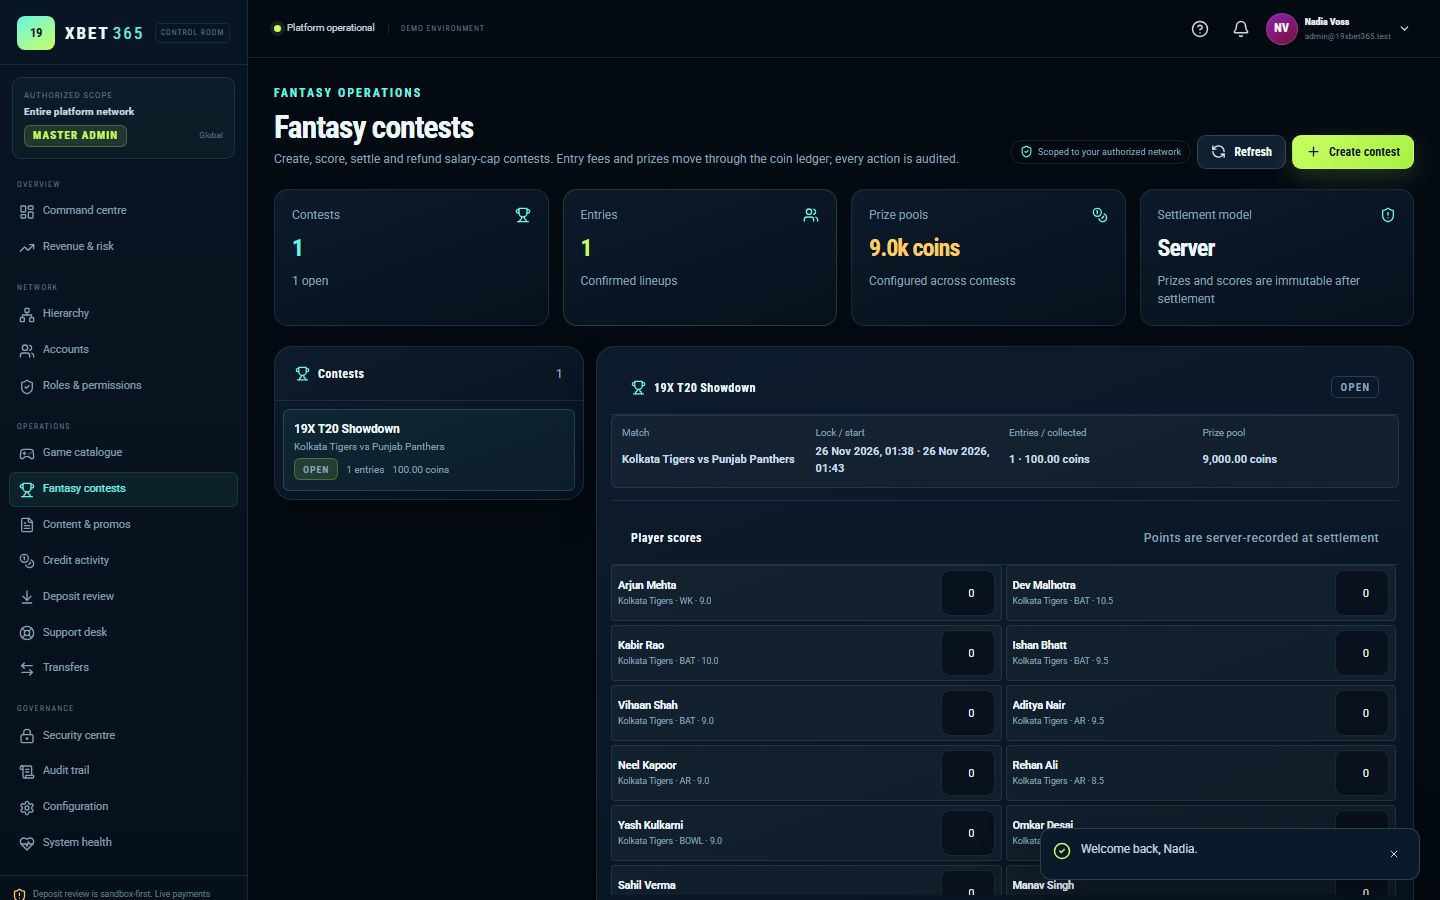 19 XBET 365 CONTROL ROOM
AUTHORIZED SCOPE
Entire platform network
MASTER ADMIN Global
OVERVIEW
Command centre
Revenue & risk
NETWORK
Hierarchy
Accounts
Roles & permissions
OPERATIONS
Game catalogue
Fantasy contests
Content & promos
Credit activity
Deposit review
Support desk
Transfers
GOVERNANCE
Security centre
Audit trail
Configuration
System health
Deposit review is sandbox-first. Live payments
Platform operational DEMO ENVIRONMENT
NV Nadia Voss
admin@19xbet365.test
FANTASY OPERATIONS
Fantasy contests
Create, score, settle and refund salary-cap contests. Entry fees and prizes move through the coin ledger; every action is audited.
Scoped to your authorized network Refresh Create contest
Contests
1
1 open
Entries
1
Confirmed lineups
Prize pools
9.0k coins
Configured across contests
Settlement model
Server
Prizes and scores are immutable after
settlement
Contests 1
19X T20 Showdown
Kolkata Tigers vs Punjab Panthers
OPEN 1 entries 100.00 coins
19X T20 Showdown OPEN
Match
Kolkata Tigers vs Punjab Panthers
Lock / start
26 Nov 2026, 01:38 · 26 Nov 2026,
01:43
Entries / collected
1 · 100.00 coins
Prize pool
9,000.00 coins
Player scores Points are server-recorded at settlement
Arjun Mehta
Kolkata Tigers · WK · 9.0
0
Dev Malhotra
Kolkata Tigers · BAT · 10.5
0
Kabir Rao
Kolkata Tigers · BAT · 10.0
0
Ishan Bhatt
Kolkata Tigers · BAT · 9.5
0
Vihaan Shah
Kolkata Tigers · BAT · 9.0
0
Aditya Nair
Kolkata Tigers · AR · 9.5
0
Neel Kapoor
Kolkata Tigers · AR · 9.0
0
Rehan Ali
Kolkata Tigers · AR · 8.5
0
Yash Kulkarni
Kolkata Tigers · BOWL · 9.0
0
Omkar Desai
Sahil Verma
0
Manav Singh
0
Welcome back, Nadia.